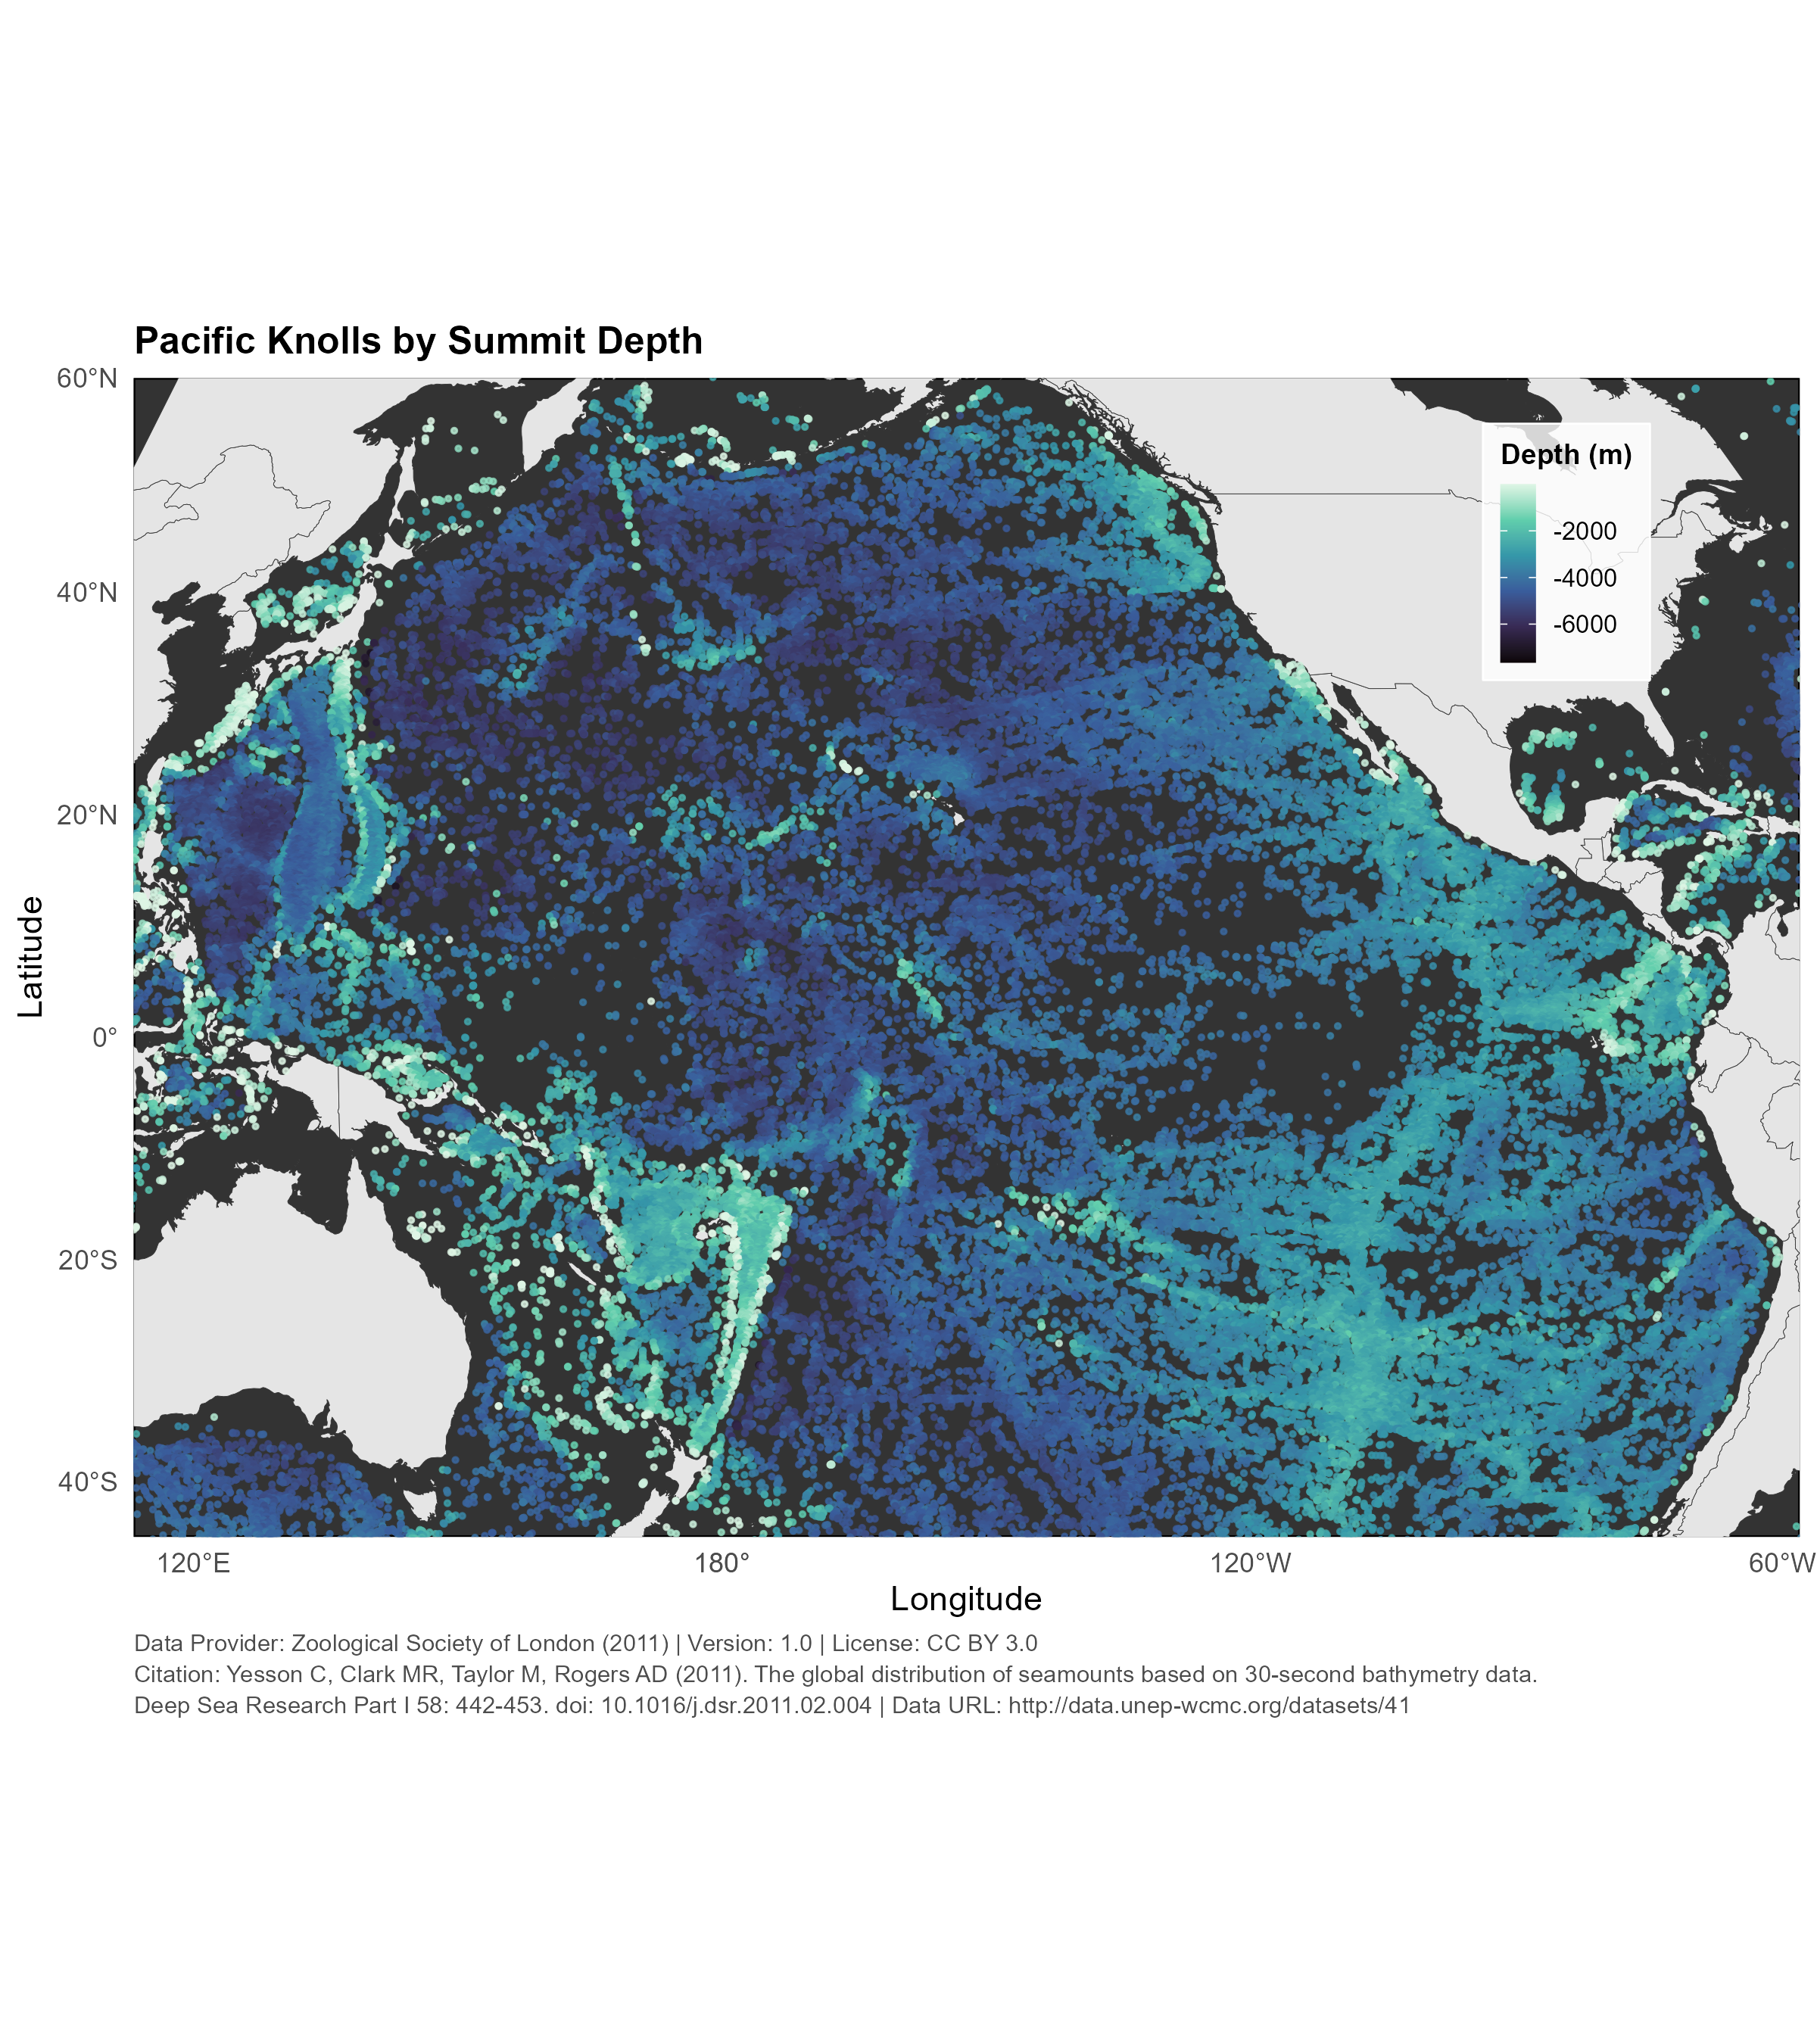 Pacific Knolls by Summit Depth
60°N
40°N
20°N
0°
20°S
40°S
Latitude
Depth (m)
-2000
-4000
-6000
120°E
180°
120°W
60°W
Longitude
Data Provider: Zoological Society of London (2011) | Version: 1.0 | License: CC BY 3.0
Citation: Yesson C, Clark MR, Taylor M, Rogers AD (2011). The global distribution of seamounts based on 30-second bathymetry data.
Deep Sea Research Part I 58: 442-453. doi: 10.1016/j.dsr.2011.02.004 | Data URL: http://data.unep-wcmc.org/datasets/41